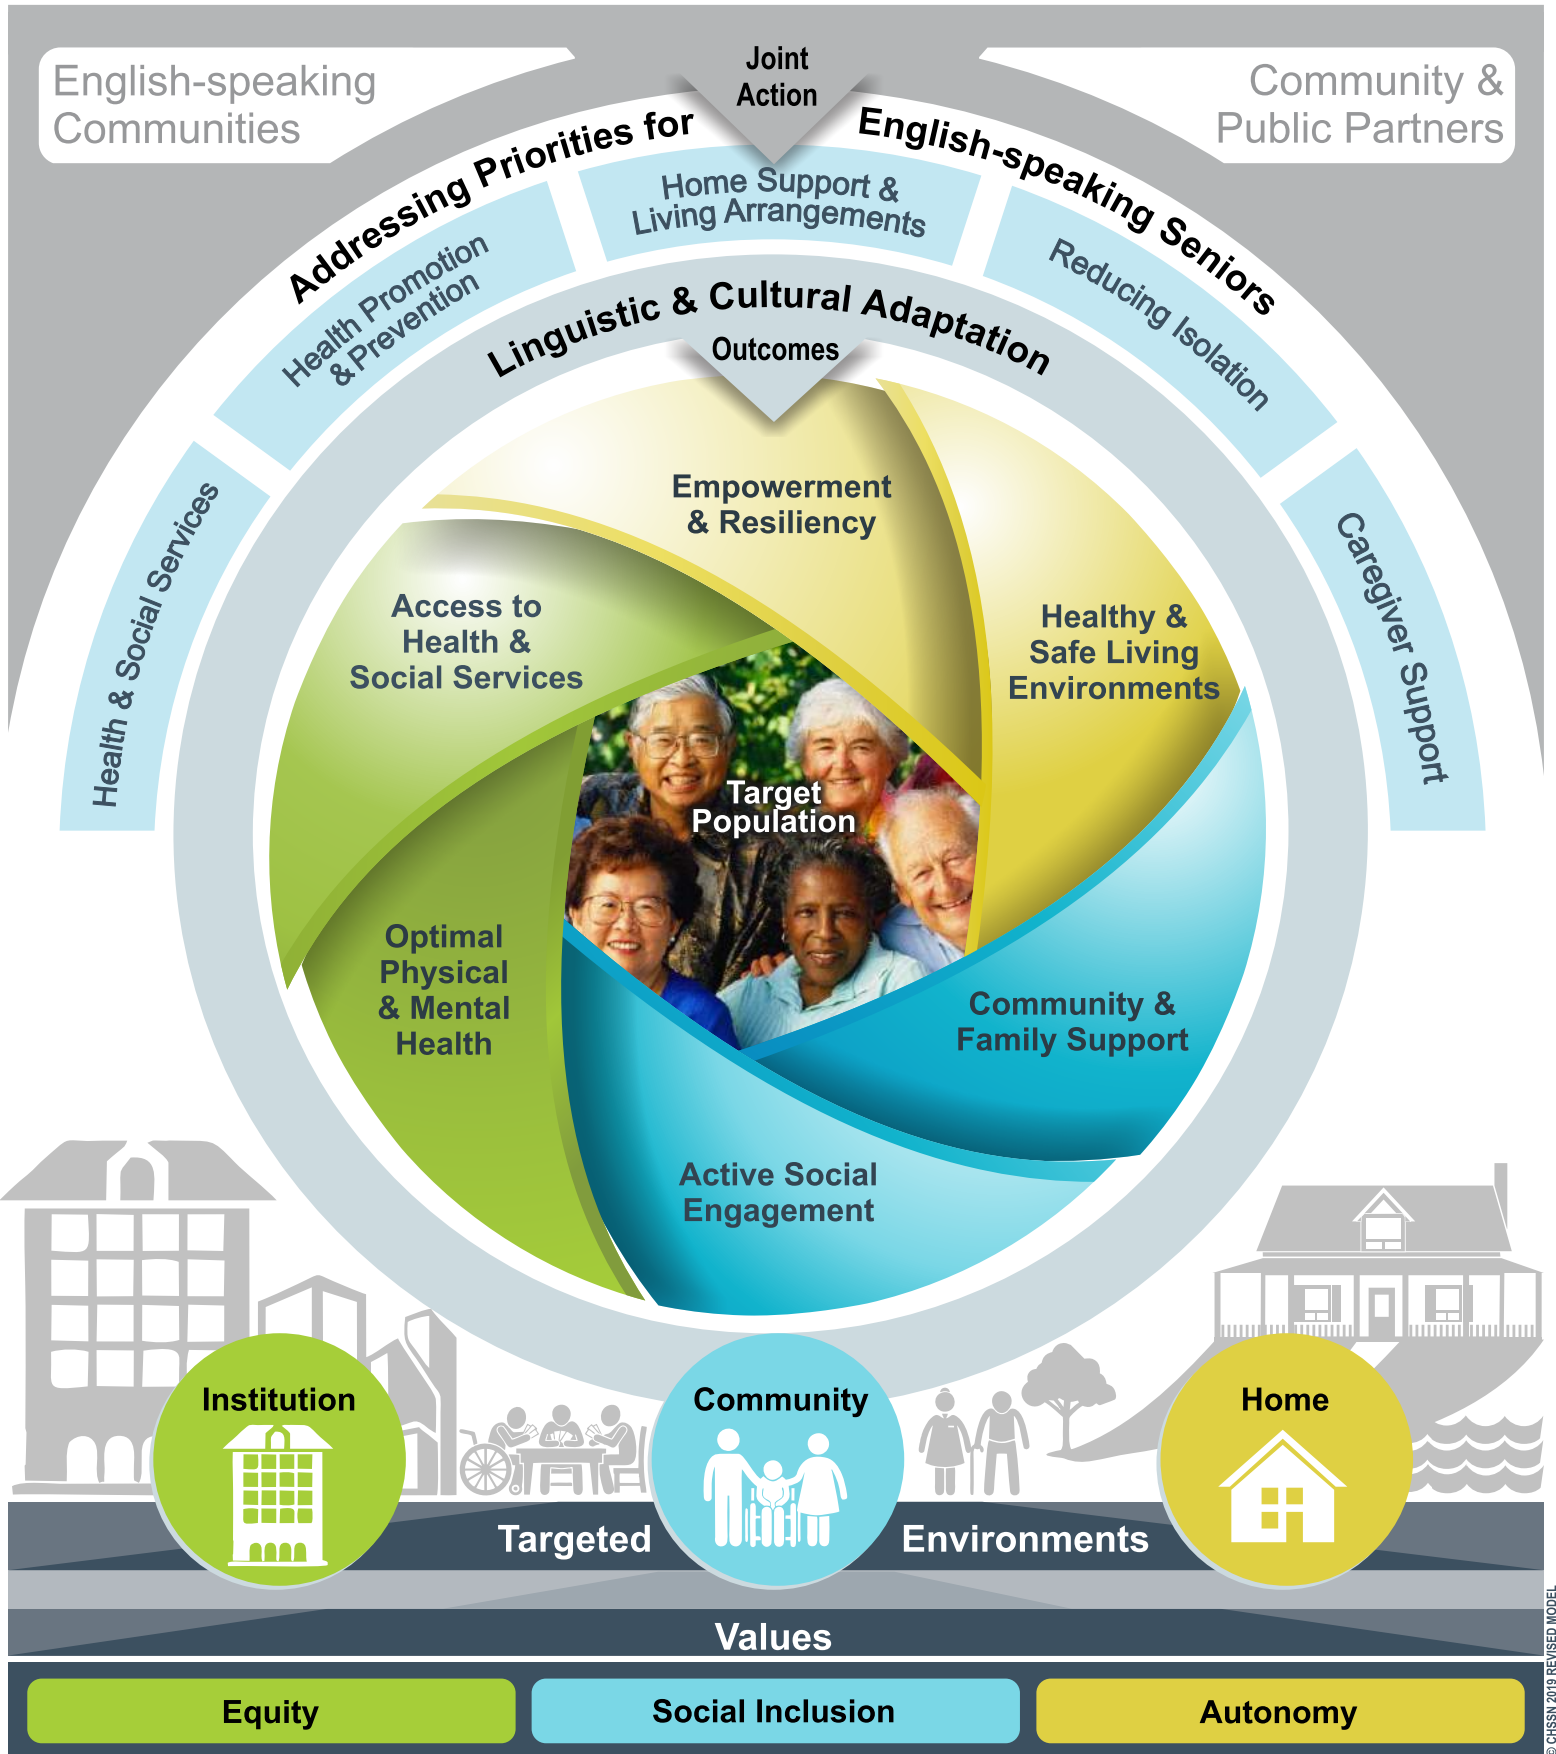 English-speaking
Communities
Joint
Action
Community &
Public Partners
Addressing Priorities for
English-speaking Seniors
Health & Social Services
Health Promotion
& Prevention
Home Support &
Living Arrangements
Reducing Isolation
Caregiver Support
Linguistic & Cultural Adaptation
Outcomes
Empowerment
& Resiliency
Access to
Health &
Social Services
Healthy &
Safe Living
Environments
Target
Population
Optimal
Physical
& Mental
Health
Community &
Family Support
Active Social
Engagement
Institution
Community
Home
Targeted
Environments
Values
Equity
Social Inclusion
Autonomy
© CHSSN 2019 REVISED MODEL